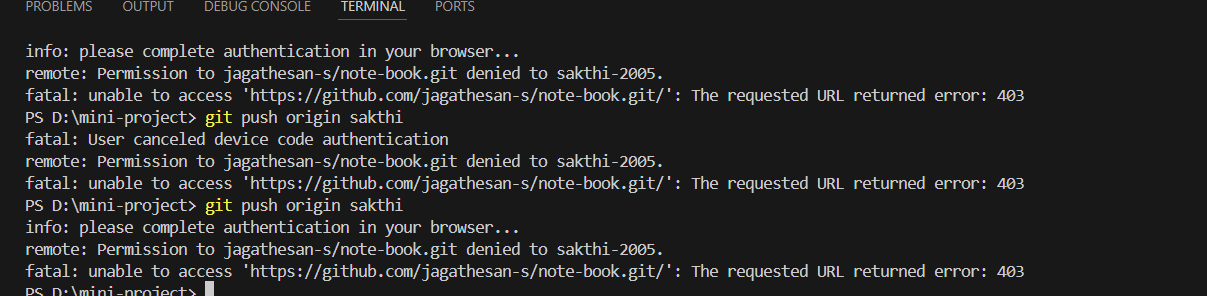 PROBLEMS OUTPUT DEBUG CONSOLE TERMINAL PORTS
info: please complete authentication in your browser...
remote: Permission to jagathesan-s/note-book.git denied to sakthi-2005.
fatal: unable to access 'https://github.com/jagathesan-s/note-book.git/': The requested URL returned error: 403
PS D:\mini-project> git push origin sakthi
fatal: User canceled device code authentication
remote: Permission to jagathesan-s/note-book.git denied to sakthi-2005.
fatal: unable to access 'https://github.com/jagathesan-s/note-book.git/': The requested URL returned error: 403
PS D:\mini-project> git push origin sakthi
info: please complete authentication in your browser...
remote: Permission to jagathesan-s/note-book.git denied to sakthi-2005.
fatal: unable to access 'https://github.com/jagathesan-s/note-book.git/': The requested URL returned error: 403
PS D:\mini-project>